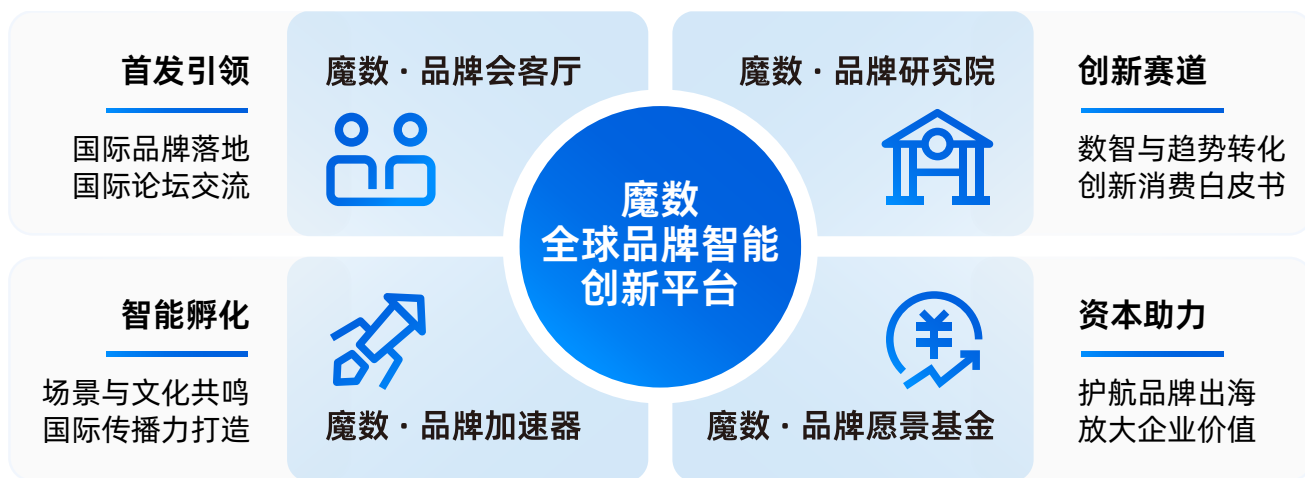 首发引领
国际品牌落地
国际论坛交流
魔数·品牌会客厅
魔数·品牌研究院
创新赛道
数智与趋势转化
创新消费白皮书
魔数
全球品牌智能
创新平台
智能孵化
场景与文化共鸣
国际传播力打造
魔数·品牌加速器
魔数·品牌愿景基金
资本助力
护航品牌出海
放大企业价值